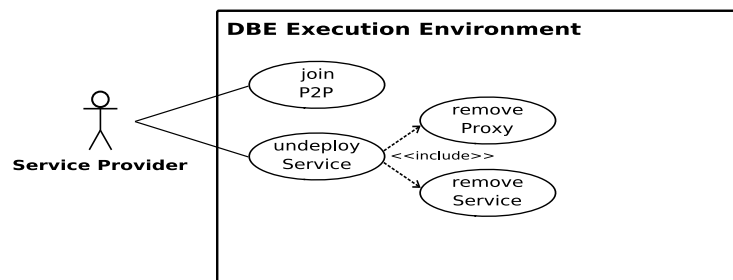 DBE Execution Environment
join
P2P
remove
Proxy
undeploy
Service
<<include>>
Service Provider
remove
Service